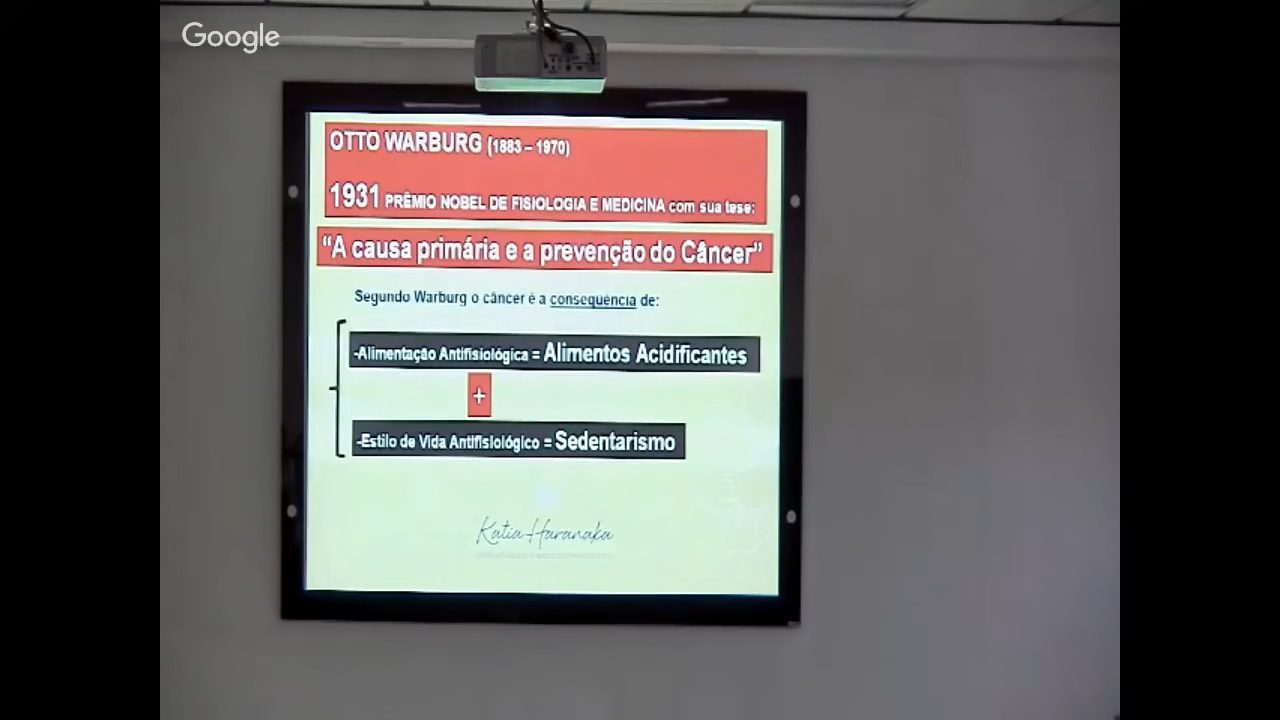 Google
OTTO WARBURG (1883 – 1970)
1931 PRÊMIO NOBEL DE FISIOLOGIA E MEDICINA com sua tese:
“A causa primária e a prevenção do Câncer”
Segundo Warburg o câncer é a consequência de:
-Alimentação Antifisiológica = Alimentos Acidificantes
+
-Estilo de Vida Antifisiológico = Sedentarismo
Katia Haranaka